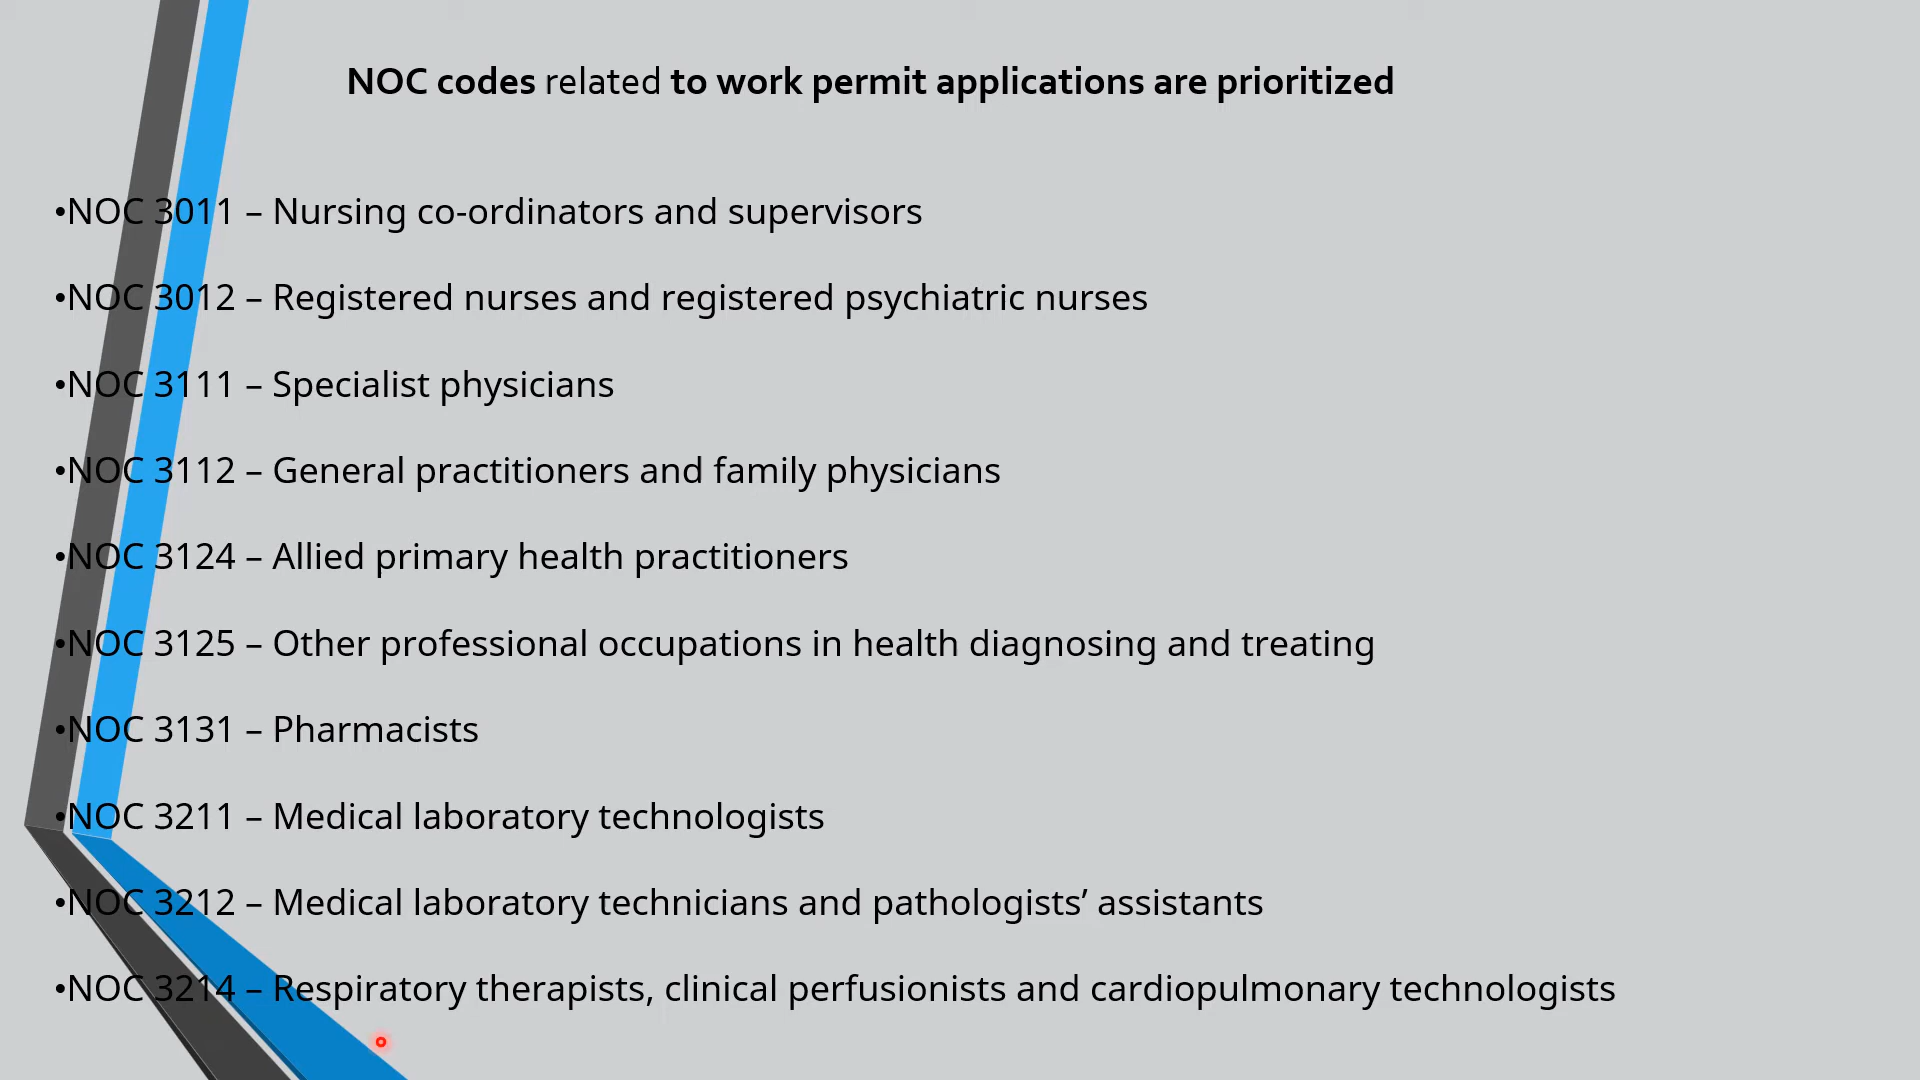 NOC codes related to work permit applications are prioritized
•NOC 3011 – Nursing co-ordinators and supervisors
•NOC 3012 – Registered nurses and registered psychiatric nurses
•NOC 3111 – Specialist physicians
•NOC 3112 – General practitioners and family physicians
•NOC 3124 – Allied primary health practitioners
•NOC 3125 – Other professional occupations in health diagnosing and treating
•NOC 3131 – Pharmacists
•NOC 3211 – Medical laboratory technologists
•NOC 3212 – Medical laboratory technicians and pathologists’ assistants
•NOC 3214 – Respiratory therapists, clinical perfusionists and cardiopulmonary technologists